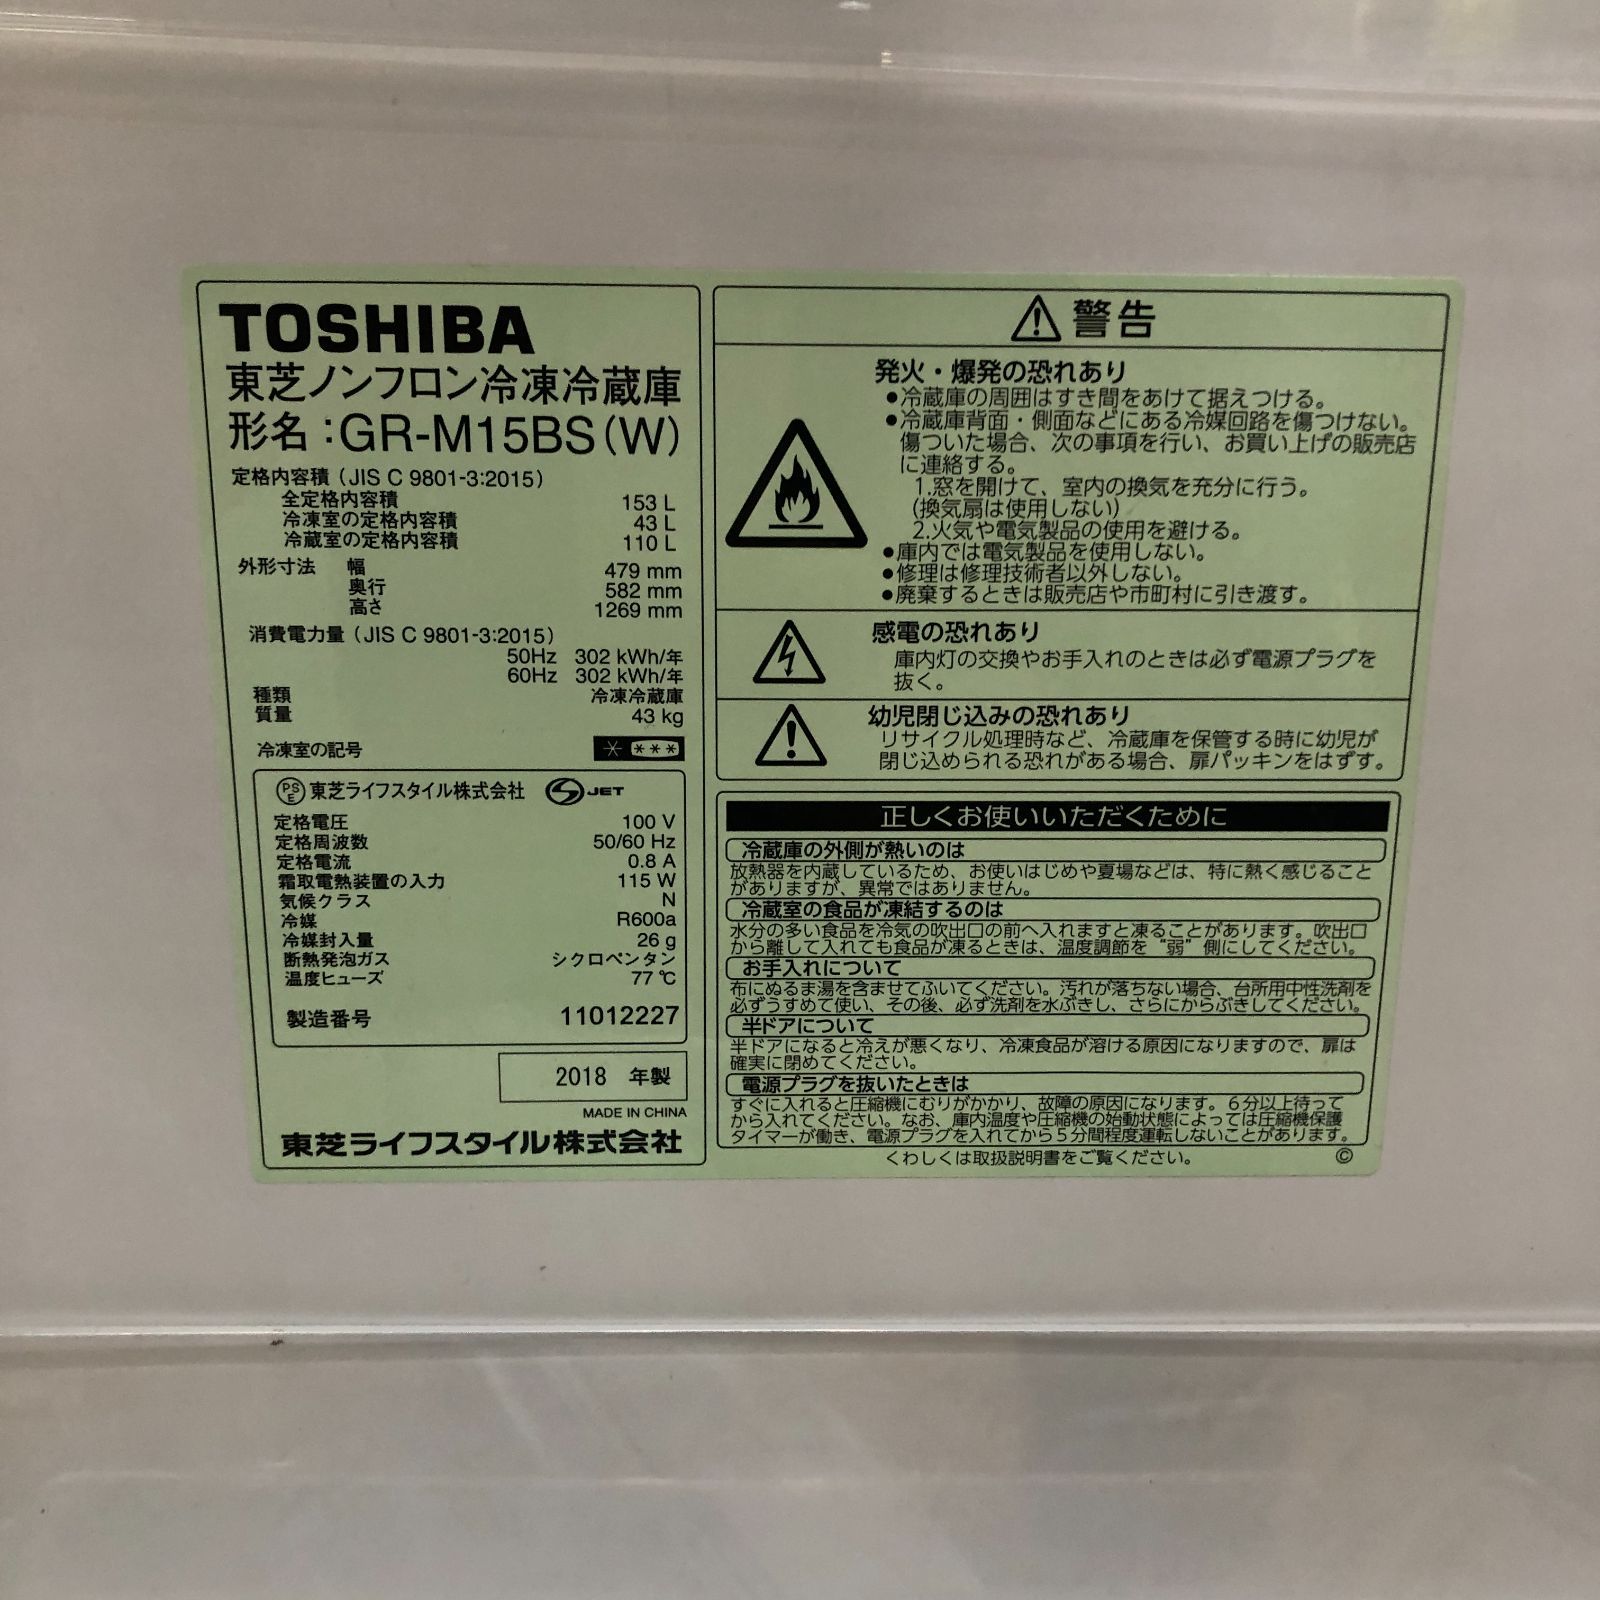 TOSHIBA
東芝ノンフロン冷凍冷蔵庫
形名:GR-M15BS(W)
定格内容積(JIS C 9801-3:2015)
全定格内容積 153 L
冷凍室の定格内容積 43 L
冷蔵室の定格内容積 110 L
外形寸法 幅 479 mm
奥行 582 mm
高さ 1269 mm
消費電力量(JIS C 9801-3:2015)
50Hz 302 kWh/年
60Hz 302 kWh/年
種類 冷凍冷蔵庫
質量 43 kg
冷凍室の記号 * ***
PSE 東芝ライフスタイル株式会社 S JET
定格電圧 100 V
定格周波数 50/60 Hz
定格電流 0.8 A
霜取電熱装置の入力 115 W
気候クラス N
冷媒 R600a
冷媒封入量 26 g
断熱発泡ガス シクロペンタン
温度ヒューズ 77 ℃
製造番号 11012227
2018 年製
MADE IN CHINA
東芝ライフスタイル株式会社
警告
発火・爆発の恐れあり
●冷蔵庫の周囲はすき間をあけて据えつける。
●冷蔵庫背面・側面などにある冷媒回路を傷つけない。
傷ついた場合、次の事項を行い、お買い上げの販売店
に連絡する。
1.窓を開けて、室内の換気を充分に行う。
(換気扇は使用しない)
2.火気や電気製品の使用を避ける。
●庫内では電気製品を使用しない。
●修理は修理技術者以外しない。
●廃棄するときは販売店や市町村に引き渡す。
感電の恐れあり
庫内灯の交換やお手入れのときは必ず電源プラグを
抜く。
幼児閉じ込みの恐れあり
リサイクル処理時など、冷蔵庫を保管する時に幼児が
閉じ込められる恐れがある場合、扉パッキンをはずす。
正しくお使いいただくために
冷蔵庫の外側が熱いのは
放熱器を内蔵しているため、お使いはじめや夏場などは、特に熱く感じること
がありますが、異常ではありません。
冷蔵室の食品が凍結するのは
水分の多い食品を冷気の吹出口の前へ入れますと凍ることがあります。吹出口
から離して入れても食品が凍るときは、温度調節を“弱”側にしてください。
お手入れについて
布にぬるま湯を含ませてふいてください。汚れが落ちない場合、台所用中性洗剤を
必ずうすめて使い、その後、必ず洗剤を水ぶきし、さらにからぶきしてください。
半ドアについて
半ドアになると冷えが悪くなり、冷凍食品が溶ける原因になりますので、扉は
確実に閉めてください。
電源プラグを抜いたときは
すぐに入れると圧縮機にむりがかかり、故障の原因になります。6分以上待って
から入れてください。なお、庫内温度や圧縮機の始動状態によっては圧縮機保護
タイマーが働き、電源プラグを入れてから5分間程度運転しないことがあります。
くわしくは取扱説明書をご覧ください。 ©